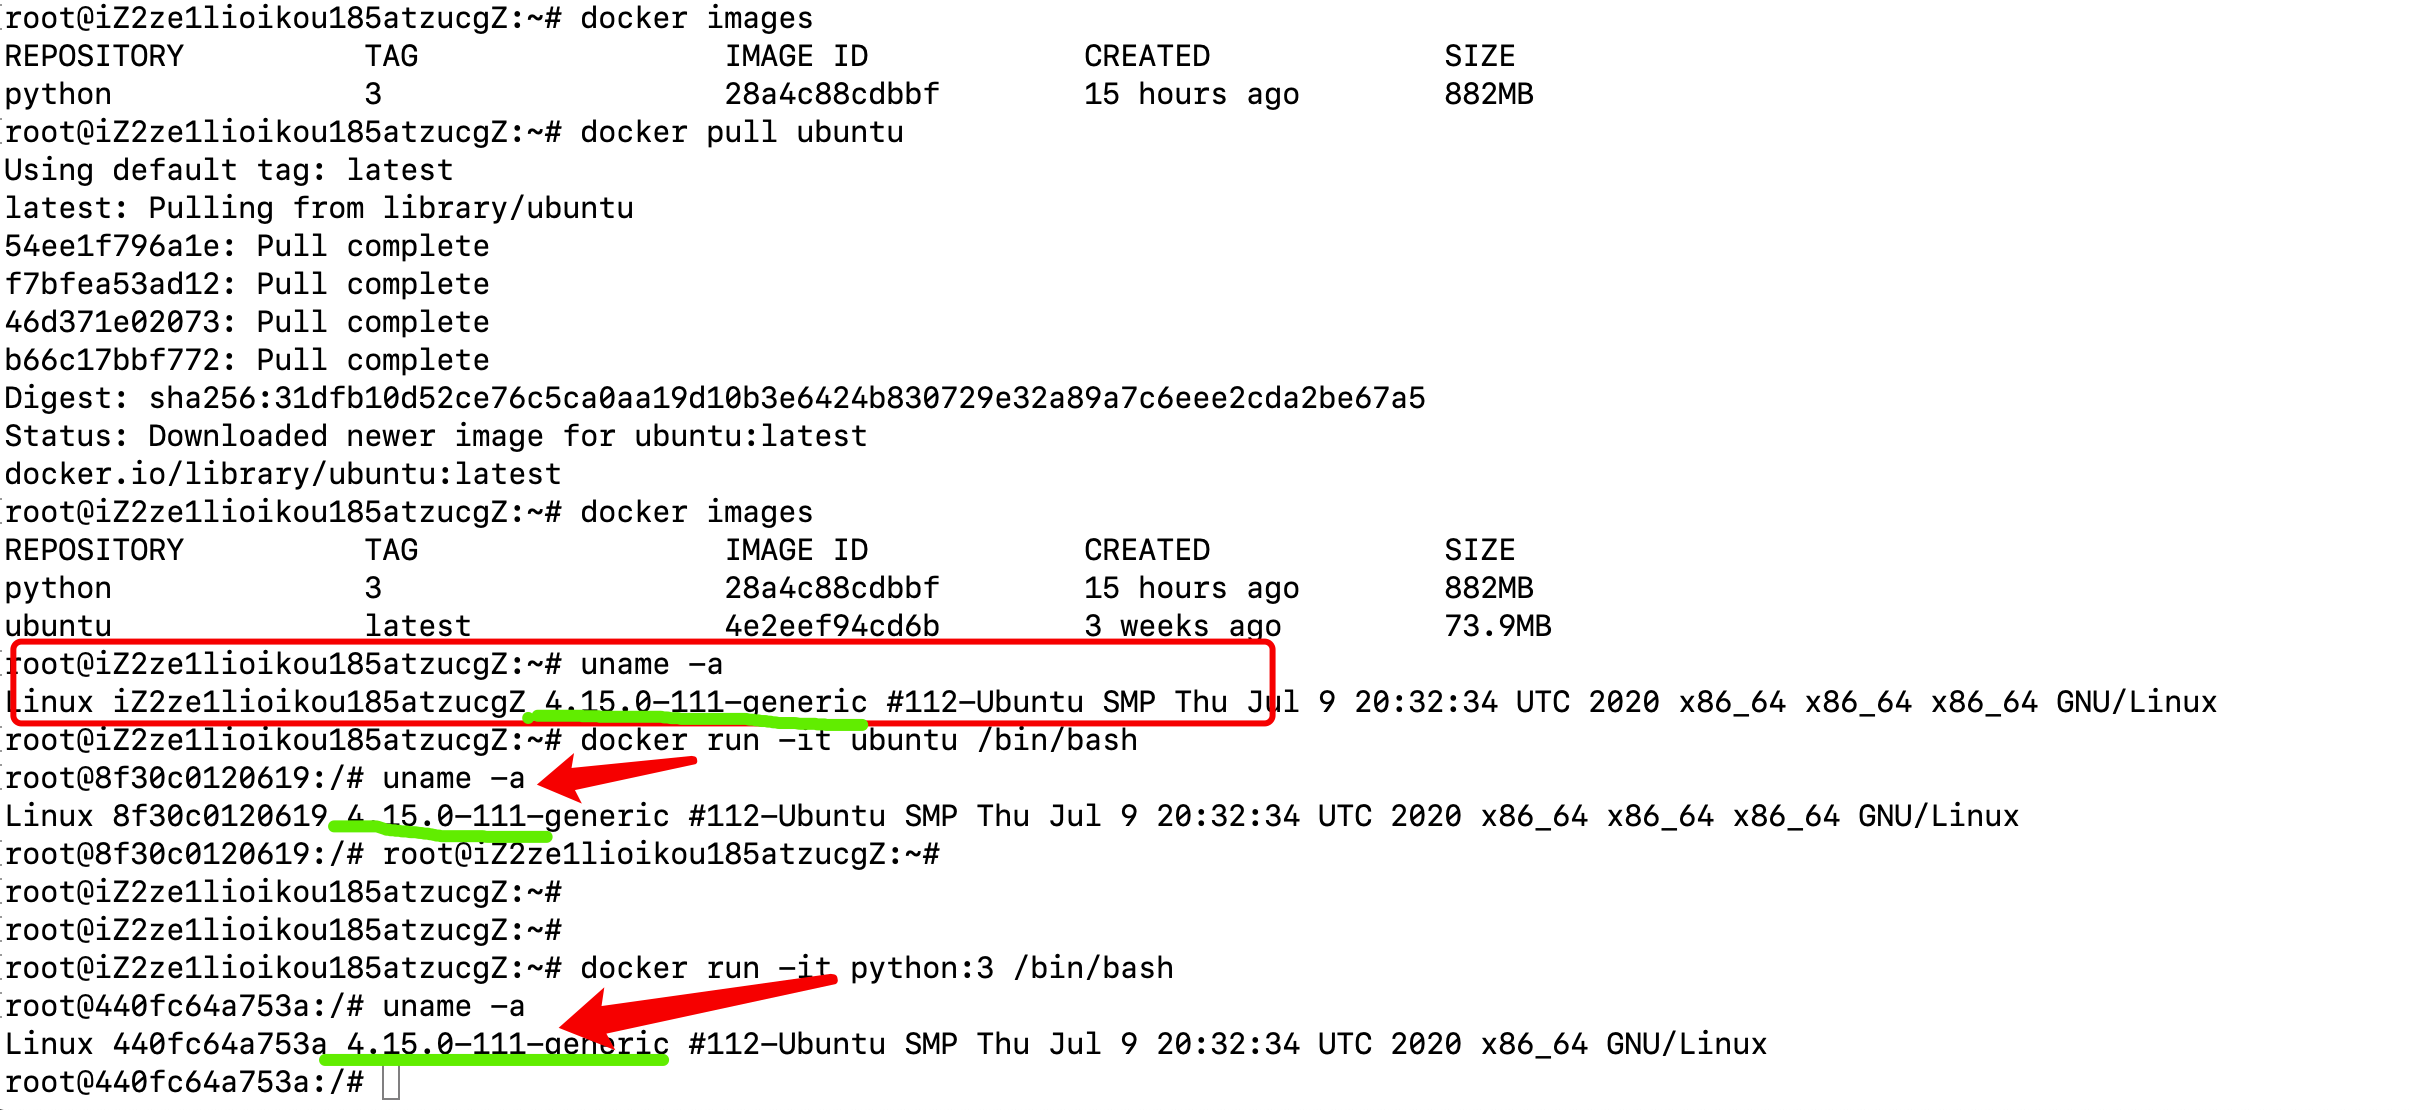 root@iZ2ze1lioikou185atzucgZ:~# docker images
REPOSITORY          TAG                 IMAGE ID            CREATED             SIZE
python              3                   28a4c88cdbbf        15 hours ago        882MB
root@iZ2ze1lioikou185atzucgZ:~# docker pull ubuntu
Using default tag: latest
latest: Pulling from library/ubuntu
54ee1f796a1e: Pull complete
f7bfea53ad12: Pull complete
46d371e02073: Pull complete
b66c17bbf772: Pull complete
Digest: sha256:31dfb10d52ce76c5ca0aa19d10b3e6424b830729e32a89a7c6eee2cda2be67a5
Status: Downloaded newer image for ubuntu:latest
docker.io/library/ubuntu:latest
root@iZ2ze1lioikou185atzucgZ:~# docker images
REPOSITORY          TAG                 IMAGE ID            CREATED             SIZE
python              3                   28a4c88cdbbf        15 hours ago        882MB
ubuntu              latest              4e2eef94cd6b        3 weeks ago         73.9MB
root@iZ2ze1lioikou185atzucgZ:~# uname -a
Linux iZ2ze1lioikou185atzucgZ 4.15.0-111-generic #112-Ubuntu SMP Thu Jul 9 20:32:34 UTC 2020 x86_64 x86_64 x86_64 GNU/Linux
root@iZ2ze1lioikou185atzucgZ:~# docker run -it ubuntu /bin/bash
root@8f30c0120619:/# uname -a
Linux 8f30c0120619 4.15.0-111-generic #112-Ubuntu SMP Thu Jul 9 20:32:34 UTC 2020 x86_64 x86_64 x86_64 GNU/Linux
root@8f30c0120619:/# root@iZ2ze1lioikou185atzucgZ:~#
root@iZ2ze1lioikou185atzucgZ:~#
root@iZ2ze1lioikou185atzucgZ:~#
root@iZ2ze1lioikou185atzucgZ:~# docker run -it python:3 /bin/bash
root@440fc64a753a:/# uname -a
Linux 440fc64a753a 4.15.0-111-generic #112-Ubuntu SMP Thu Jul 9 20:32:34 UTC 2020 x86_64 GNU/Linux
root@440fc64a753a:/#